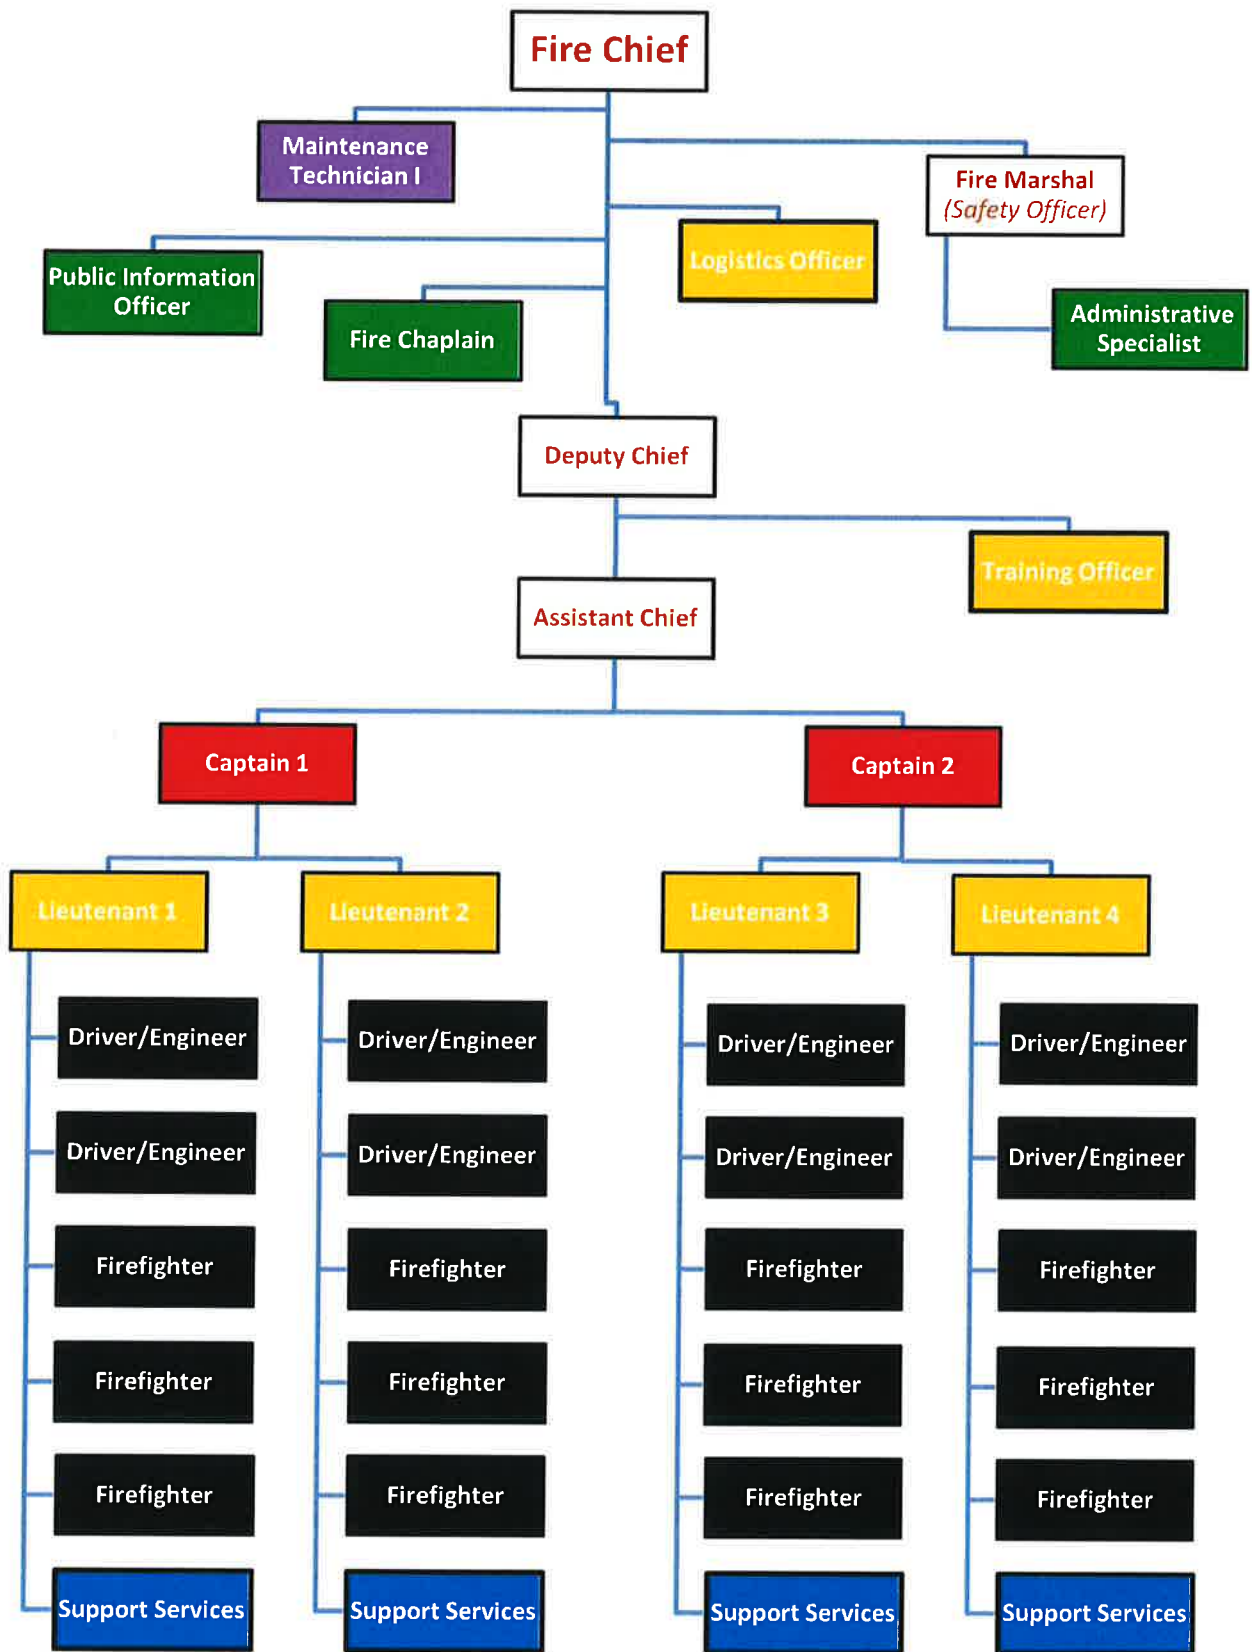 Fire Chief
Maintenance
Technician I
Fire Marshal
(Safety Officer)
Logistics Officer
Public Information
Officer
Fire Chaplain
Administrative
Specialist
Deputy Chief
Training Officer
Assistant Chief
Captain 1
Captain 2
Lieutenant 1
Lieutenant 2
Lieutenant 3
Lieutenant 4
Driver/Engineer
Driver/Engineer
Driver/Engineer
Driver/Engineer
Driver/Engineer
Driver/Engineer
Driver/Engineer
Driver/Engineer
Firefighter
Firefighter
Firefighter
Firefighter
Firefighter
Firefighter
Firefighter
Firefighter
Firefighter
Firefighter
Firefighter
Firefighter
Support Services
Support Services
Support Services
Support Services